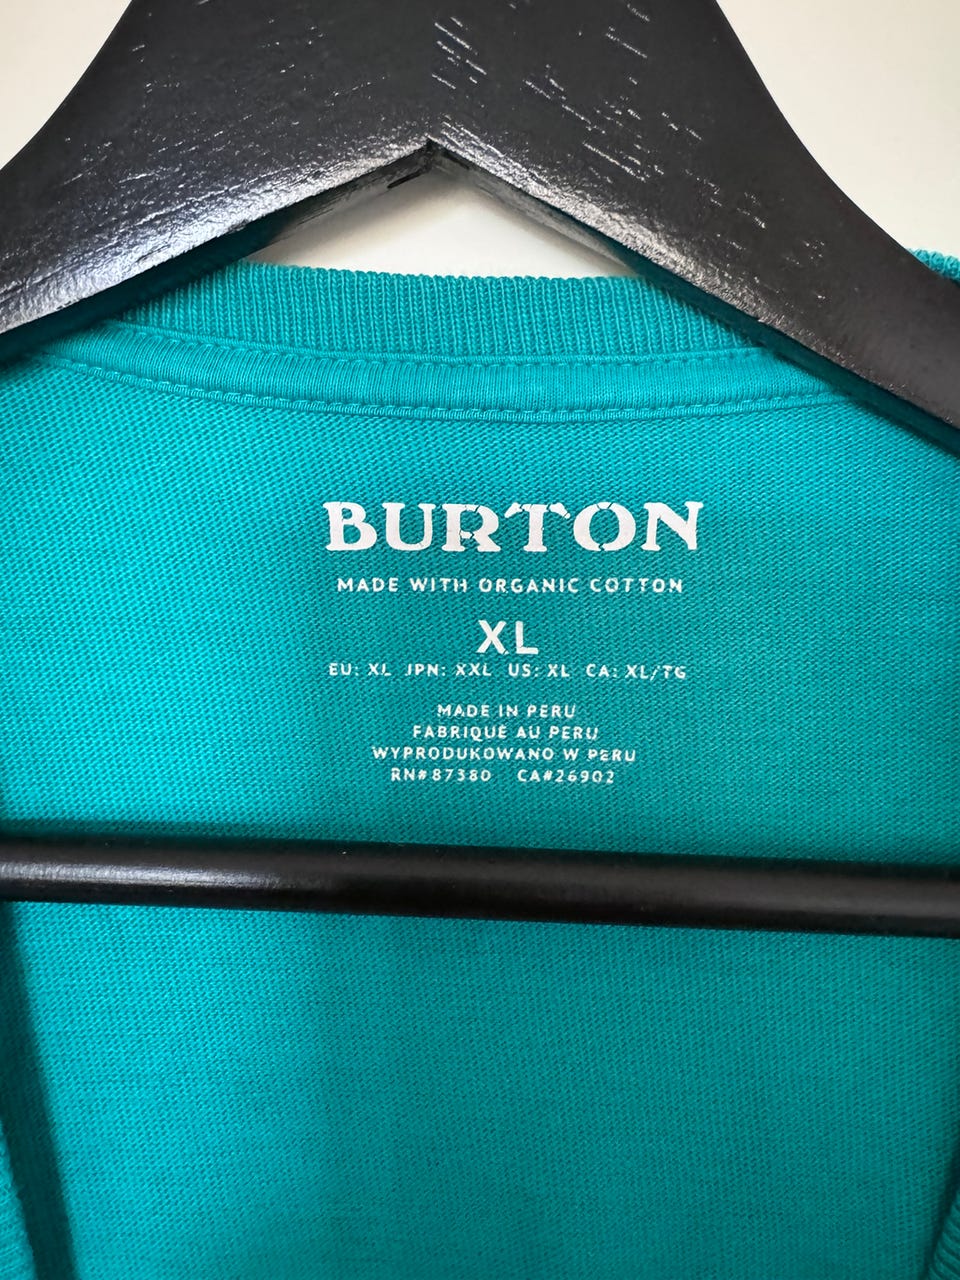 BURTON
MADE WITH ORGANIC COTTON
XL
EU: XL JPN: XXL US: XL CA: XL/TG
MADE IN PERU
FABRIQUÉ AU PERU
WYPRODUKOWANO W PERU
RN#87380 CA#26902